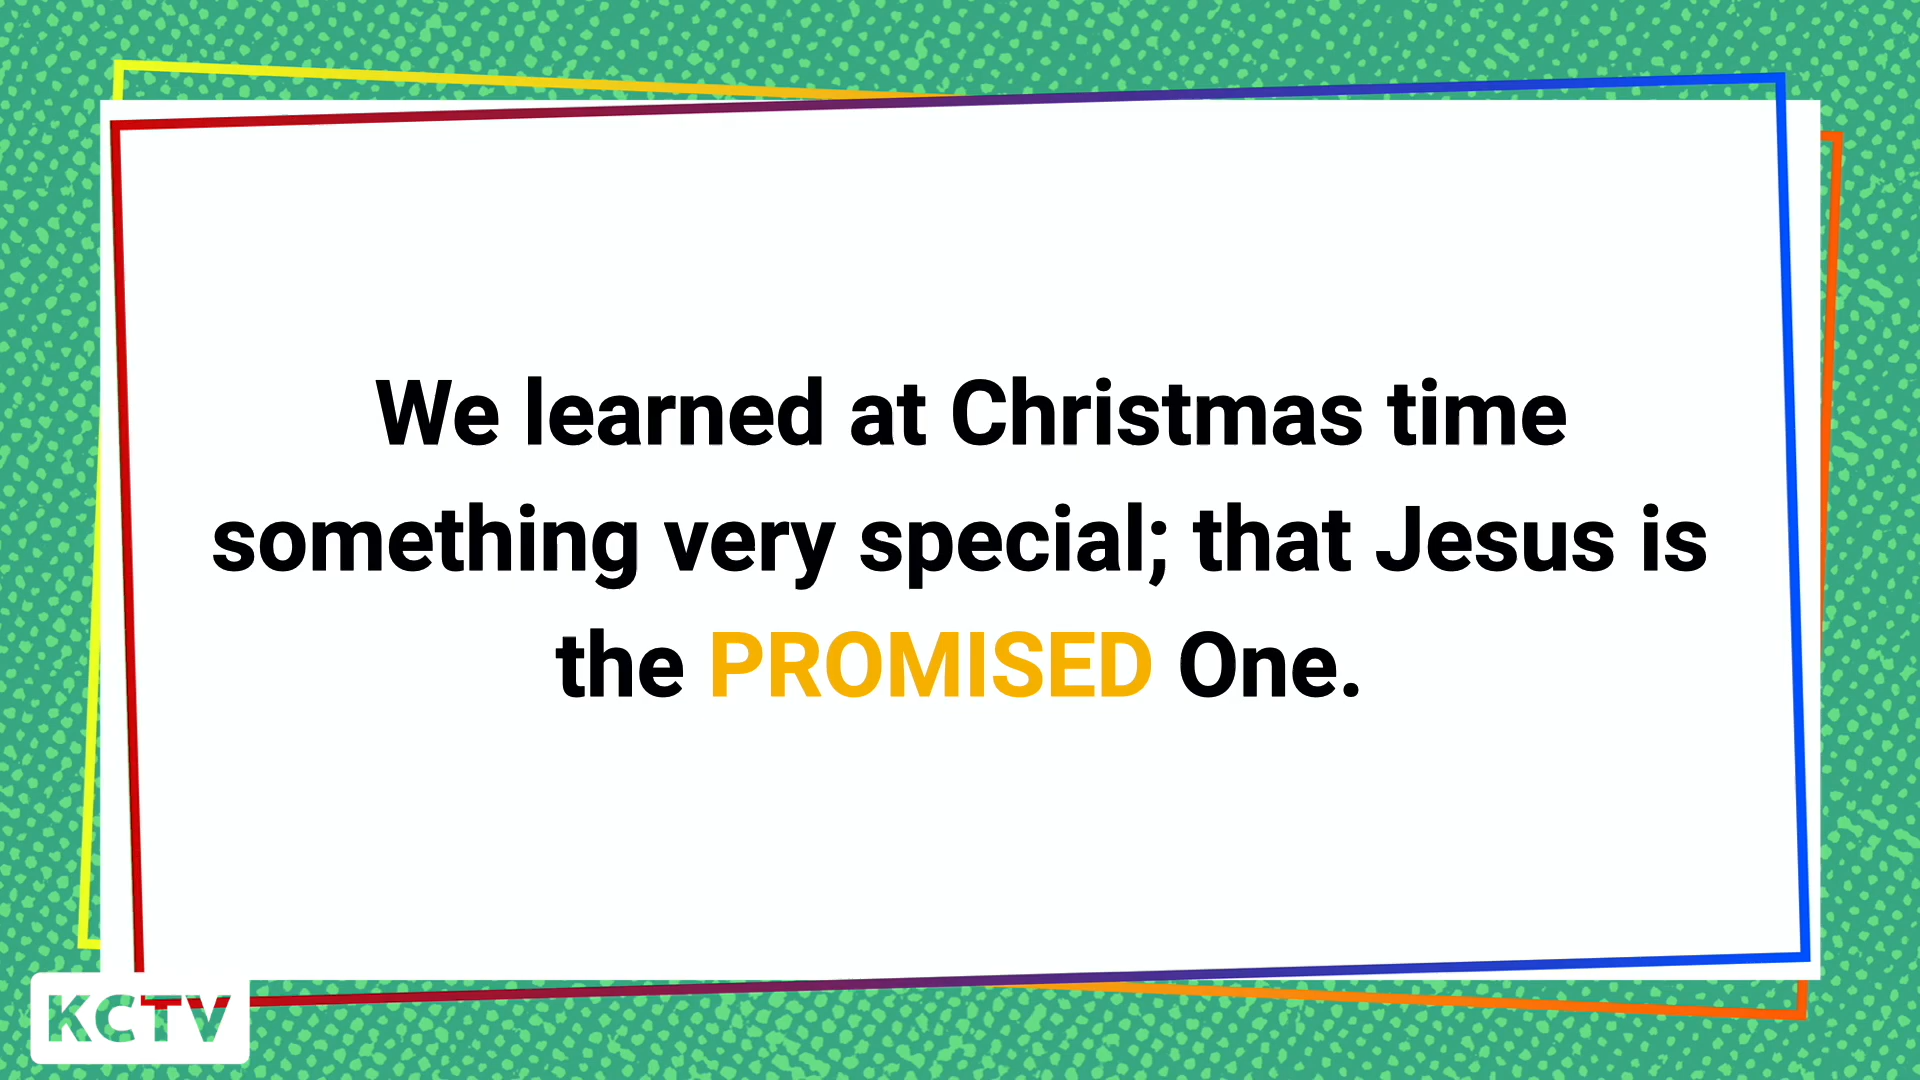 We learned at Christmas time
something very special; that Jesus is
the PROMISED One.
KCTV